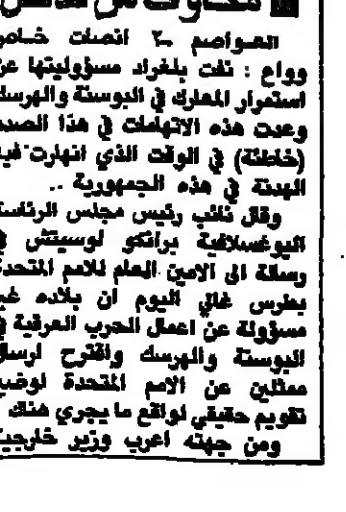 العواصم ـ ٢ انصات خاص
وواع : نفت بلغراد مسؤوليتها عن
استمرار المعارك في البوسنة والهرسك
وعدت هذه الاتهامات في هذا الصدد
(خاطئة) في الوقت الذي انهارت فيه
الهدنة في هذه الجمهورية ..
وقال نائب رئيس مجلس الرئاسة
اليوغسلافية برانكو لوسيتش في
رسالة الى الامين العام للامم المتحدة
بطرس غالي اليوم ان بلاده غير
مسؤولة عن اعمال الحرب العرقية في
البوسنة والهرسك واقترح ارسال
ممثلين عن الامم المتحدة لوضع
تقويم حقيقي لواقع ما يجري هناك
ومن جهته اعرب وزير خارجية